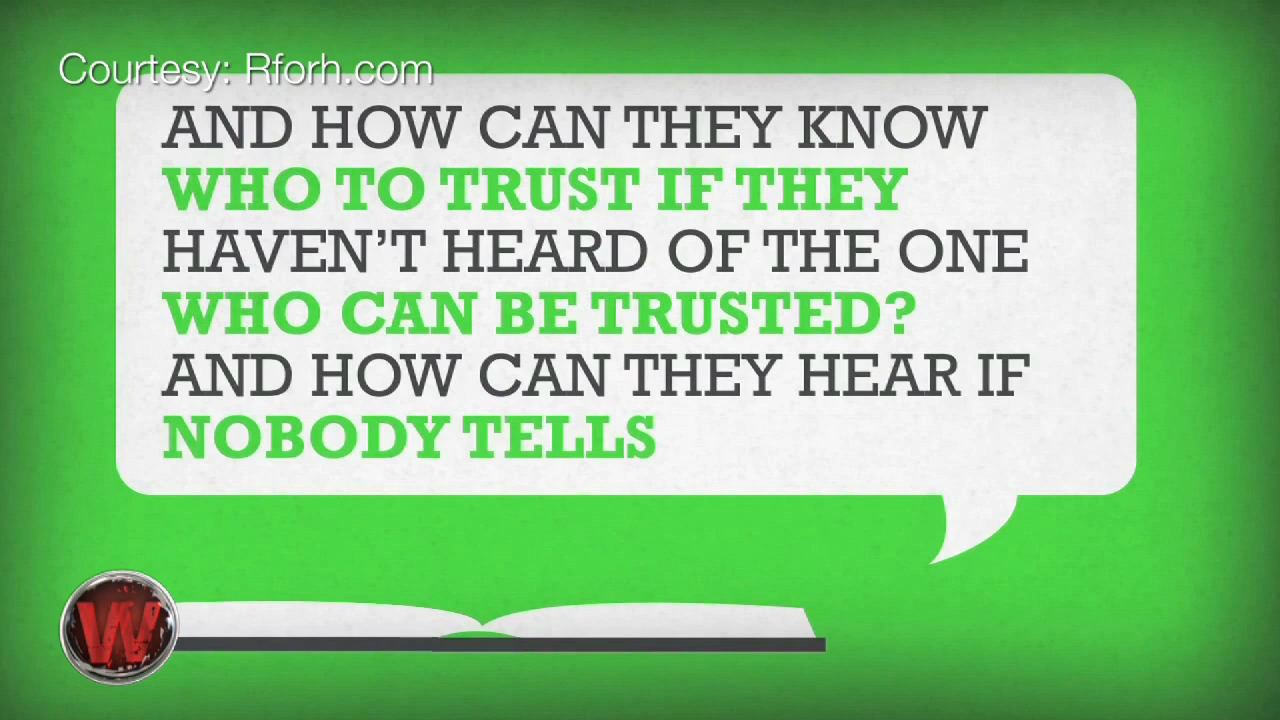 Courtesy: Rforh.com
AND HOW CAN THEY KNOW
WHO TO TRUST IF THEY
HAVEN'T HEARD OF THE ONE
WHO CAN BE TRUSTED?
AND HOW CAN THEY HEAR IF
NOBODY TELLS
W